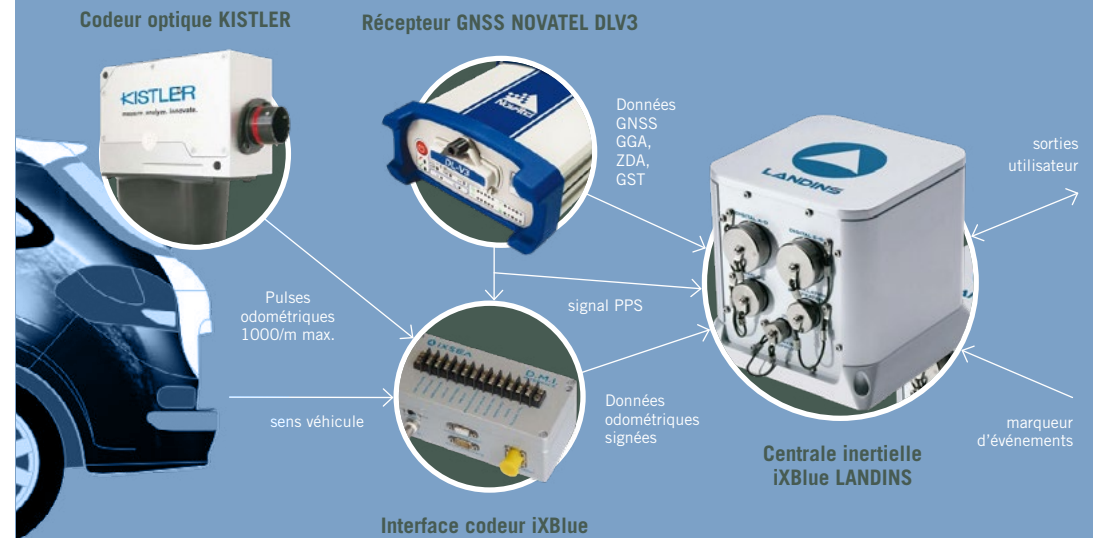 Codeur optique KISTLER
Récepteur GNSS NOVATEL DLV3
KISTLER
measure. analyze. innovate.
NovAtel
DL-V3
Données
GNSS
GGA,
ZDA,
GST
LANDINS
sorties
utilisateur
Pulses
odométriques
1000/m max.
signal PPS
iXSEA
D.M.I.
sens véhicule
Données
odométriques
signées
marqueur
d'événements
Centrale inertielle
iXBlue LANDINS
Interface codeur iXBlue